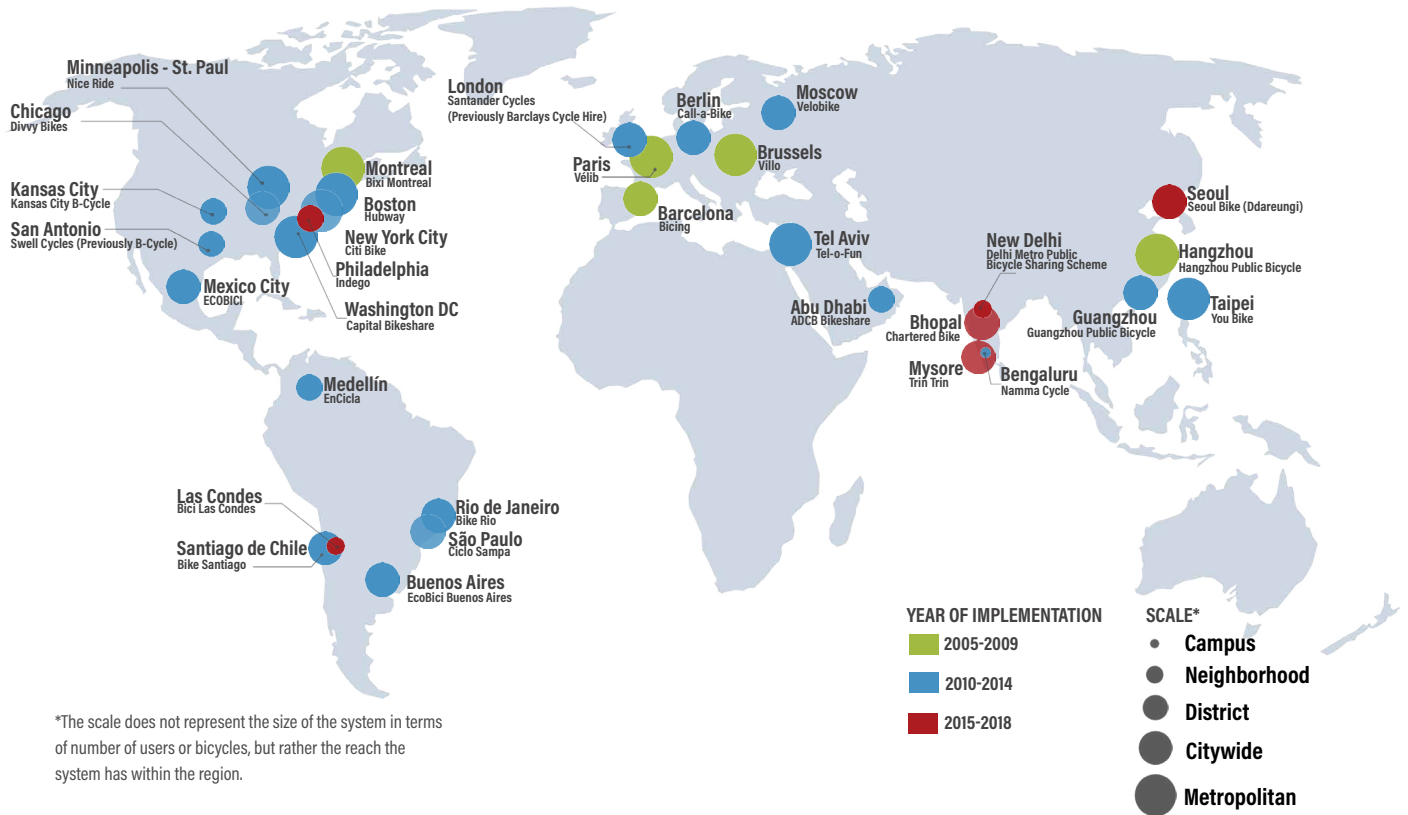 Minneapolis - St. Paul
Nice Ride
Chicago
Divvy Bikes
Kansas City
Kansas City B-Cycle
San Antonio
Swell Cycles (Previously B-Cycle)
Mexico City
ECOBICI
Montreal
Bixi Montreal
Boston
Hubway
New York City
Citi Bike
Philadelphia
Indego
Washington DC
Capital Bikeshare
Medellín
EnCicla
Las Condes
Bici Las Condes
Santiago de Chile
Bike Santiago
Rio de Janeiro
Bike Rio
São Paulo
Ciclo Sampa
Buenos Aires
EcoBici Buenos Aires
London
Santander Cycles
(Previously Barclays Cycle Hire)
Paris
Vélib
Berlin
Call-a-Bike
Moscow
Velobike
Brussels
Villo
Barcelona
Bicing
Tel Aviv
Tel-o-Fun
Abu Dhabi
ADCB Bikeshare
New Delhi
Delhi Metro Public
Bicycle Sharing Scheme
Bhopal
Chartered Bike
Mysore
Trin Trin
Bengaluru
Namma Cycle
Seoul
Seoul Bike (Ddareungi)
Hangzhou
Hangzhou Public Bicycle
Guangzhou
Guangzhou Public Bicycle
Taipei
You Bike
YEAR OF IMPLEMENTATION
2005-2009
2010-2014
2015-2018
SCALE*
Campus
Neighborhood
District
Citywide
Metropolitan
*The scale does not represent the size of the system in terms
of number of users or bicycles, but rather the reach the
system has within the region.